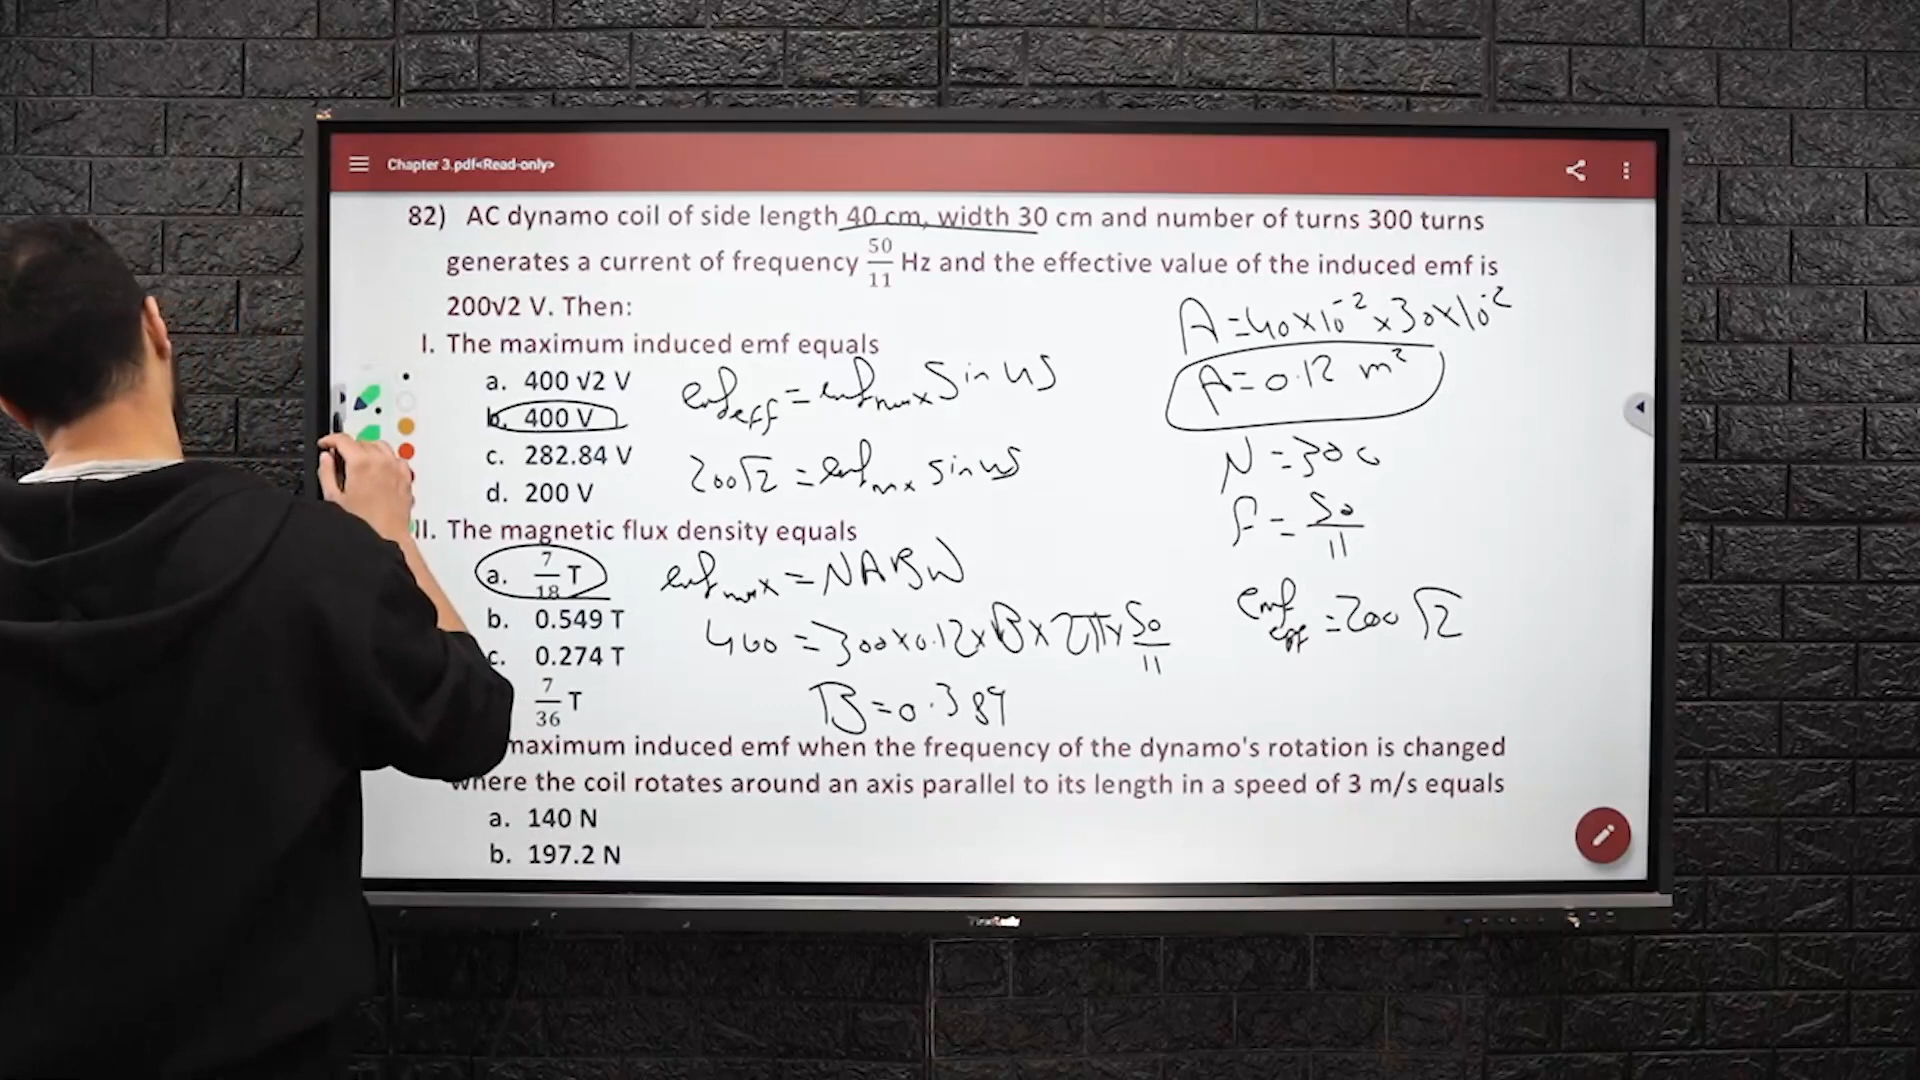 Chapter 3.pdf<Read-only>
82) AC dynamo coil of side length 40 cm, width 30 cm and number of turns 300 turns
generates a current of frequency 50/11 Hz and the effective value of the induced emf is
200√2 V. Then:
A=40×10^-2 ×30×10^-2
I. The maximum induced emf equals
A=0.12 m²
a. 400 √2 V
emf eff = emf max sin 45
b. 400 V
c. 282.84 V
200√2 = emf max sin 45
N=300
d. 200 V
F = 50/11
II. The magnetic flux density equals
a. 7/18 T
emf max = NABW
b. 0.549 T
400 =300×0.12×B×2π×50/11
emf eff =200√2
c. 0.274 T
7/36 T
B=0.389
maximum induced emf when the frequency of the dynamo's rotation is changed
where the coil rotates around an axis parallel to its length in a speed of 3 m/s equals
a. 140 N
b. 197.2 N